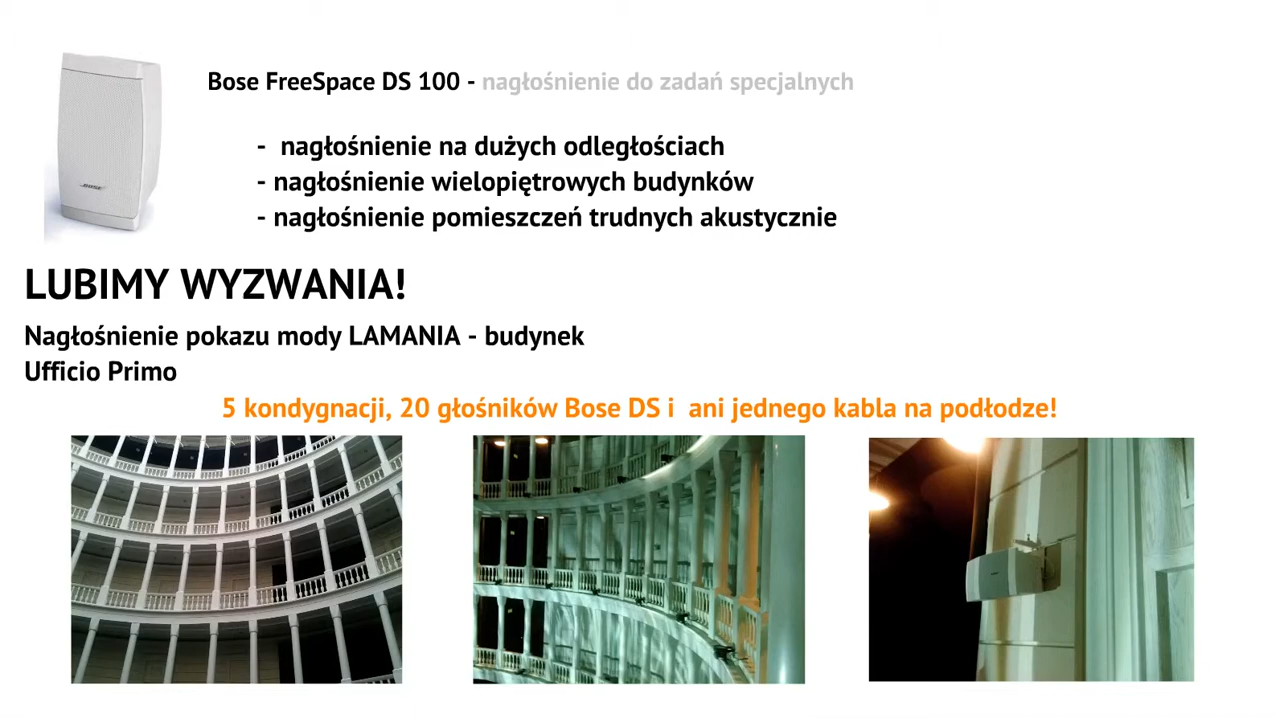 Bose FreeSpace DS 100 - nagłośnienie do zadań specjalnych
- nagłośnienie na dużych odległościach
- nagłośnienie wielopiętrowych budynków
- nagłośnienie pomieszczeń trudnych akustycznie
LUBIMY WYZWANIA!
Nagłośnienie pokazu mody LAMANIA - budynek
Ufficio Primo
5 kondygnacji, 20 głośników Bose DS i ani jednego kabla na podłodze!